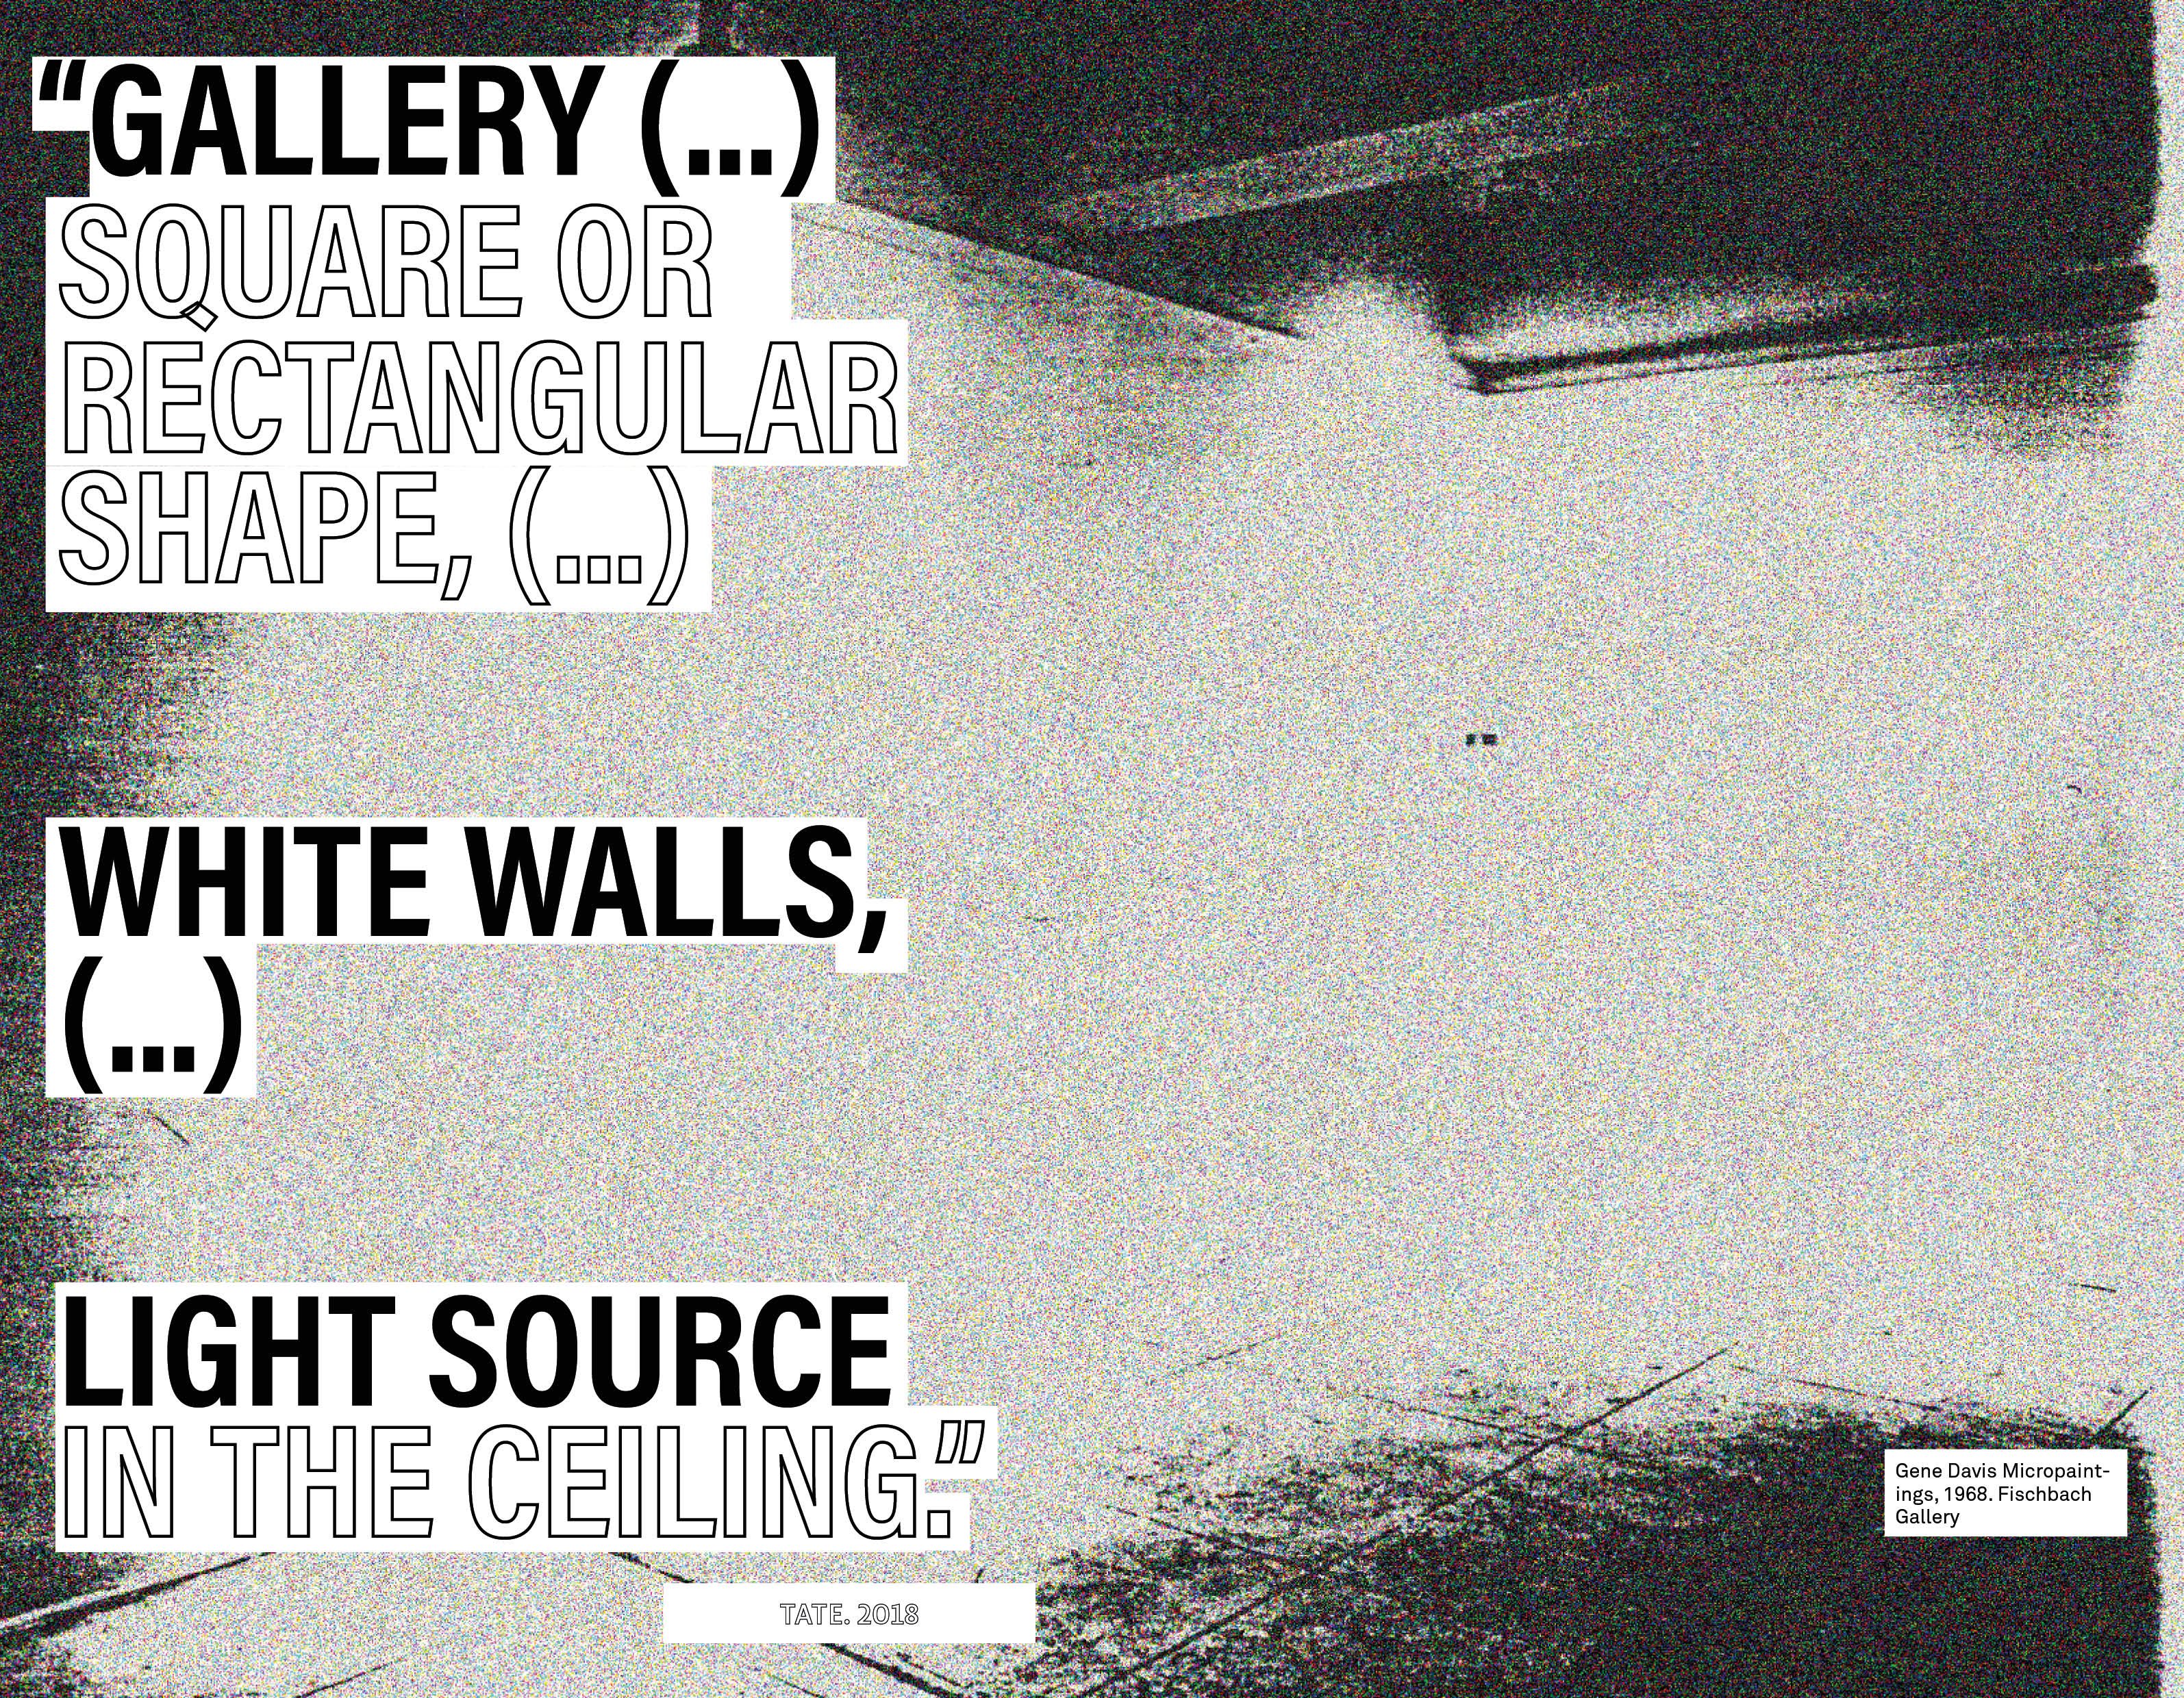 “GALLERY (...)
SQUARE OR
RECTANGULAR
SHAPE, (...)
WHITE WALLS,
(...)
LIGHT SOURCE
IN THE CEILING.”
TATE. 2018
Gene Davis Micropaint-
ings, 1968. Fischbach
Gallery